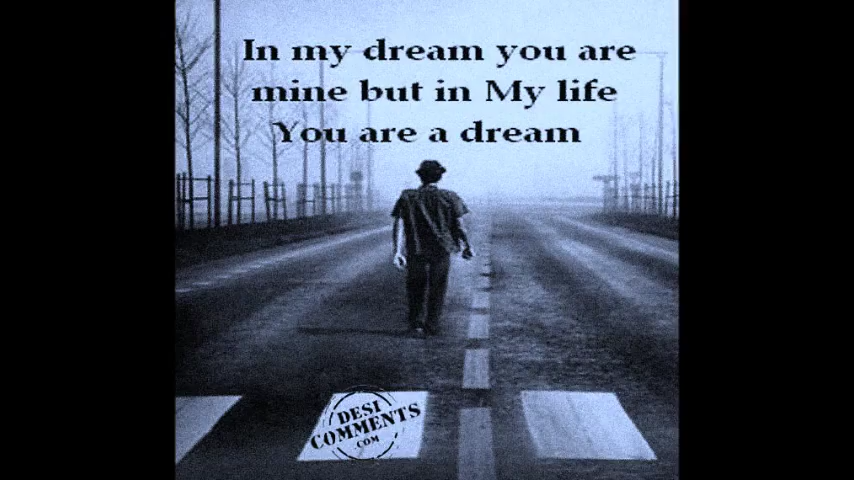 In my dream you are
mine but in My life
You are a dream
DESI
COMMENTS
.COM